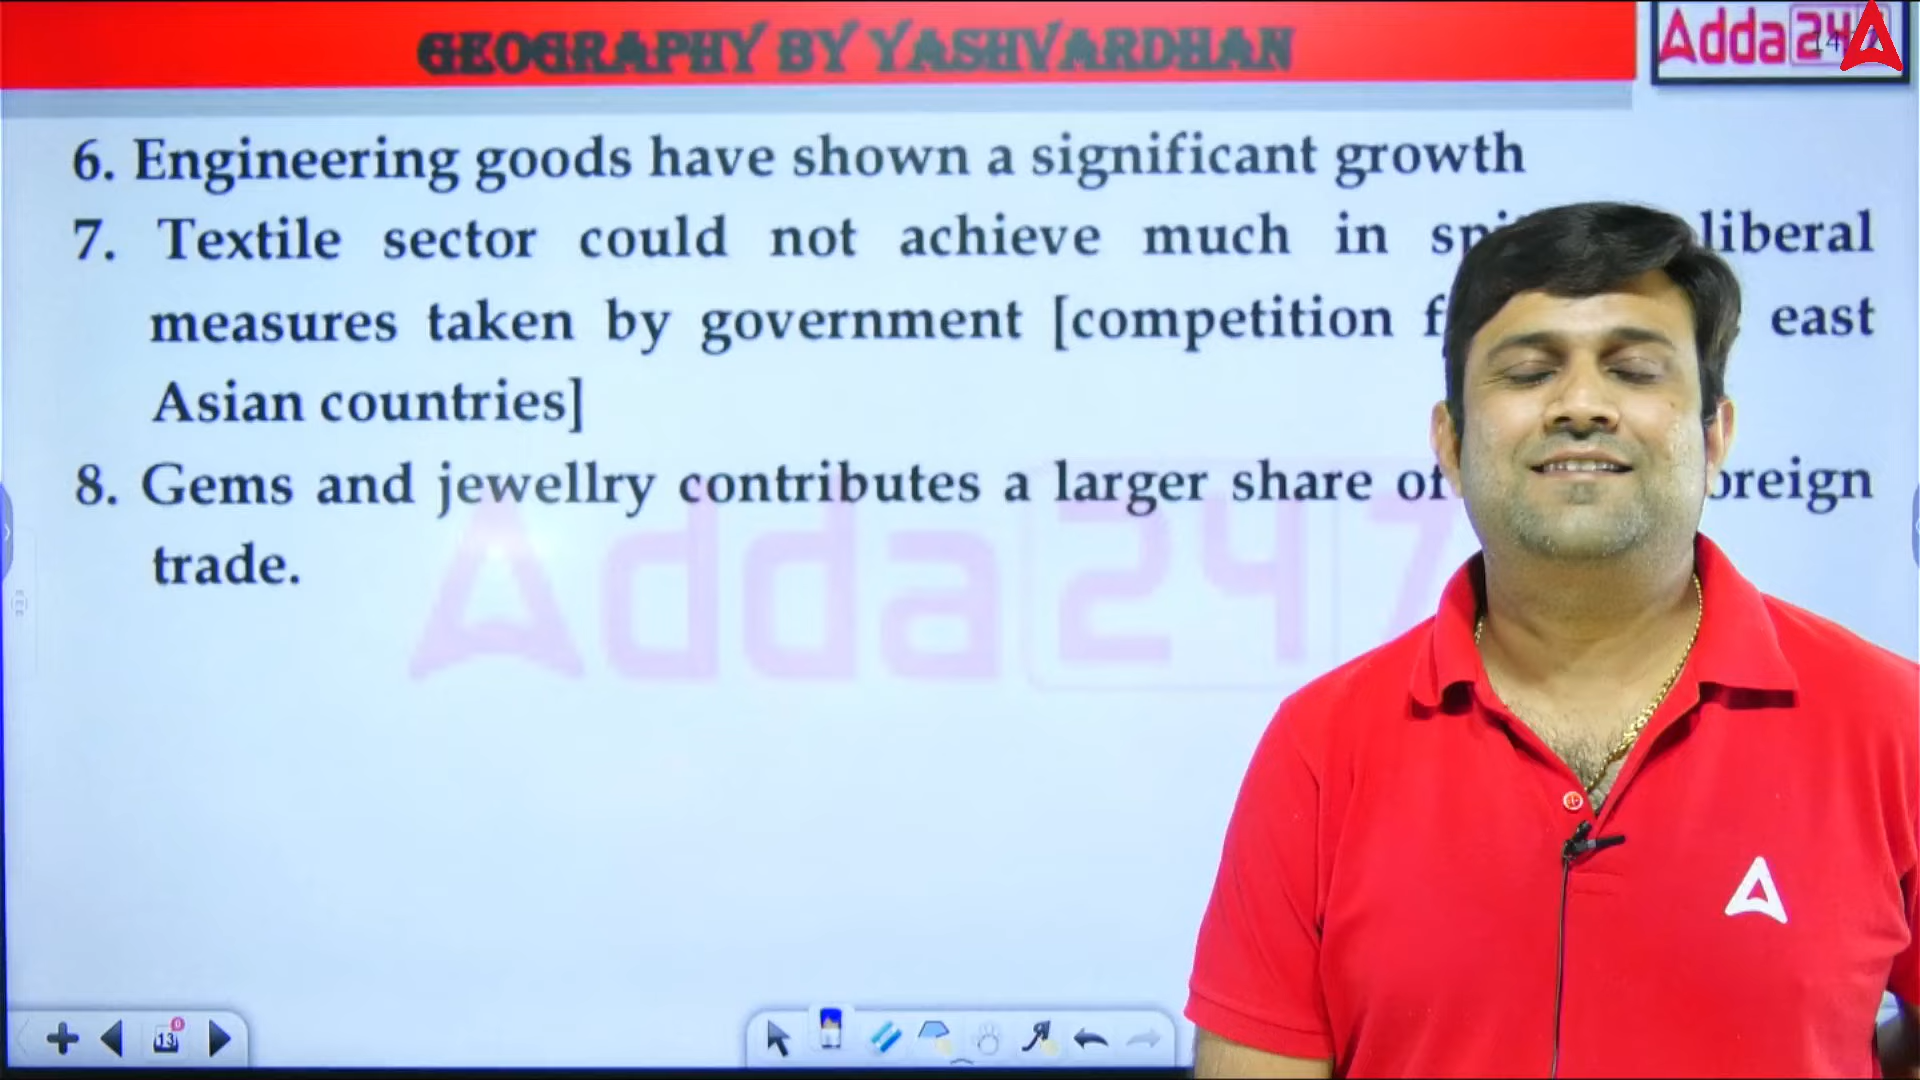 GEOGRAPHY BY YASHVARDHAN
Adda247
6. Engineering goods have shown a significant growth
7. Textile sector could not achieve much in liberal
measures taken by government [competition east
Asian countries]
8. Gems and jewellry contributes a larger share of
trade.
Adda247
13